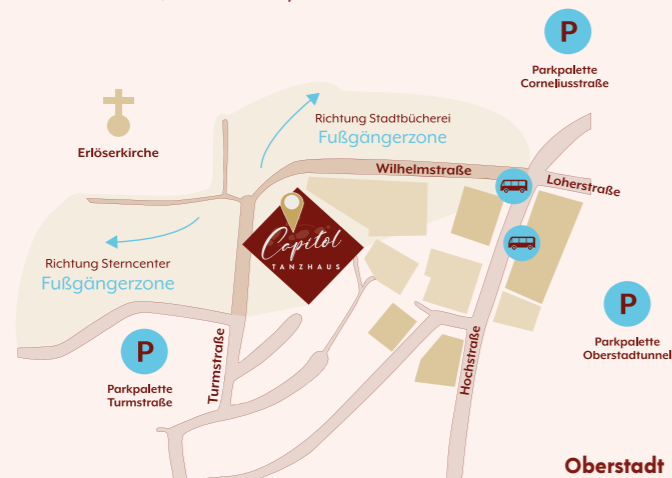 P
Parkpalette
Corneliusstraße
Richtung Stadtbücherei
Fußgängerzone
Erlöserkirche
Wilhelmstraße
Loherstraße
Capitol
TANZHAUS
Richtung Sterncenter
Fußgängerzone
P
Parkpalette
Oberstadtunnel
P
Parkpalette
Turmstraße
Turmstraße
Hochstraße
Oberstadt